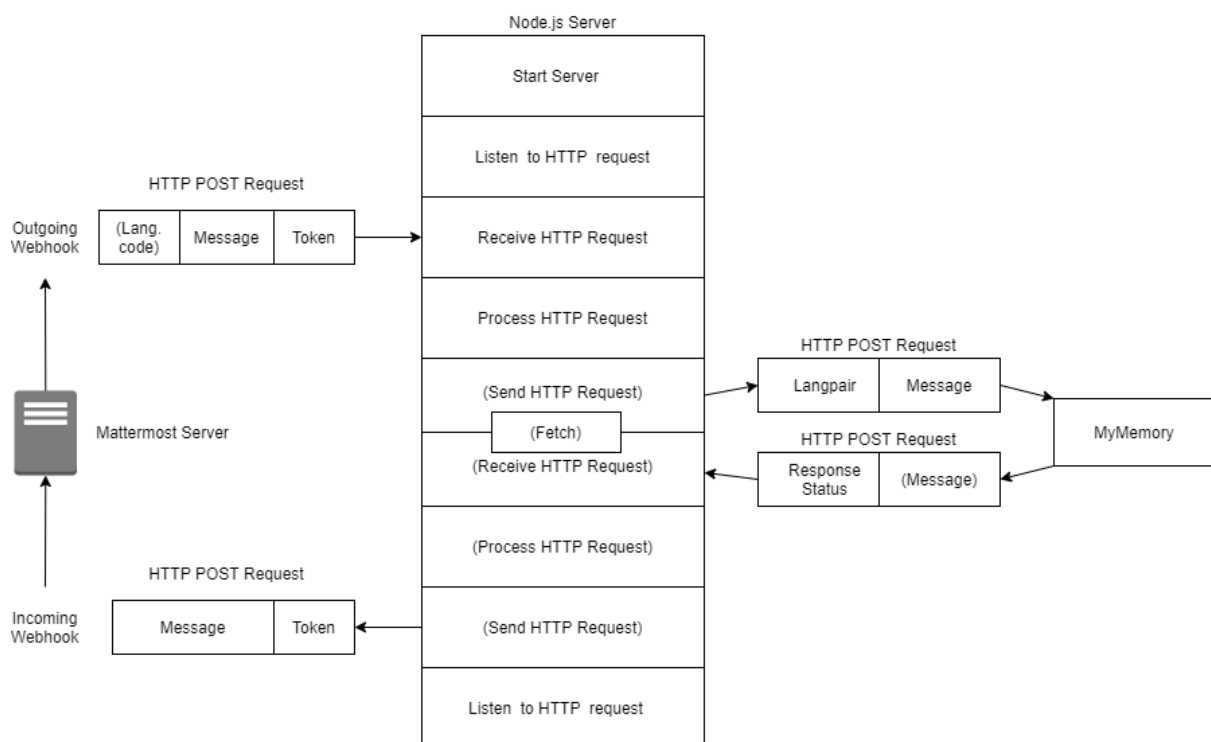 Node.js Server
Start Server
Listen to HTTP request
HTTP POST Request
Outgoing
Webhook
(Lang.
code)
Message
Token
Receive HTTP Request
Process HTTP Request
HTTP POST Request
(Send HTTP Request)
Langpair
Message
Mattermost Server
(Fetch)
MyMemory
HTTP POST Request
(Receive HTTP Request)
Response
Status
(Message)
(Process HTTP Request)
HTTP POST Request
Incoming
Webhook
Message
Token
(Send HTTP Request)
Listen to HTTP request